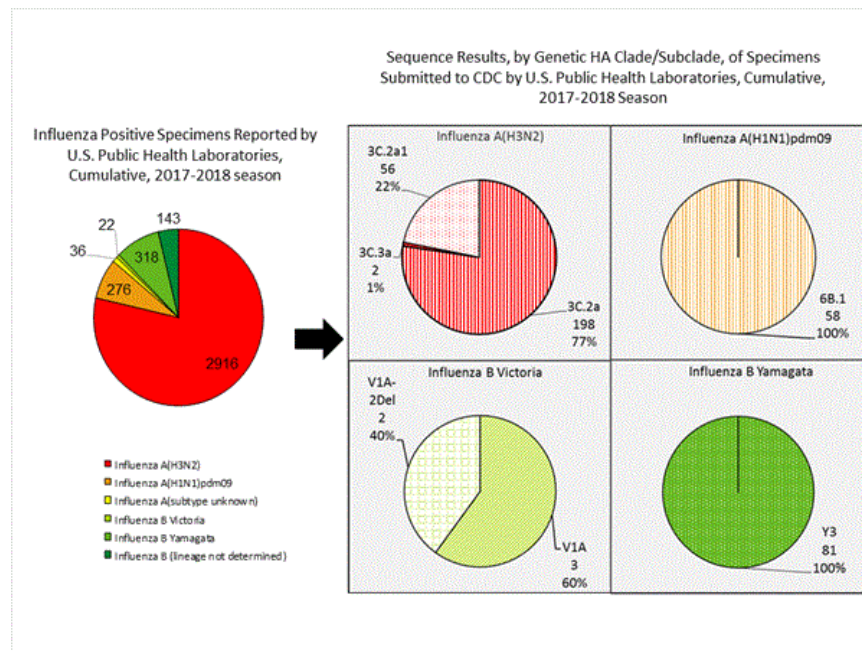 Sequence Results, by Genetic HA Clade/Subclade, of Specimens
Submitted to CDC by U.S. Public Health Laboratories, Cumulative,
2017-2018 Season
Influenza Positive Specimens Reported by
U.S. Public Health Laboratories,
Cumulative, 2017-2018 season
22
143
36
318
276
2916
Influenza A(H3N2)
Influenza A(H1N1)pdm09
Influenza A(subtype unknown)
Influenza B Victoria
Influenza B Yamagata
Influenza B (lineage not determined)
Influenza A(H3N2)
3C.2a1
56
22%
3C.3a
2
1%
3C.2a
198
77%
Influenza A(H1N1)pdm09
6B.1
58
100%
Influenza B Victoria
V1A-
2Del
2
40%
V1A
3
60%
Influenza B Yamagata
Y3
81
100%